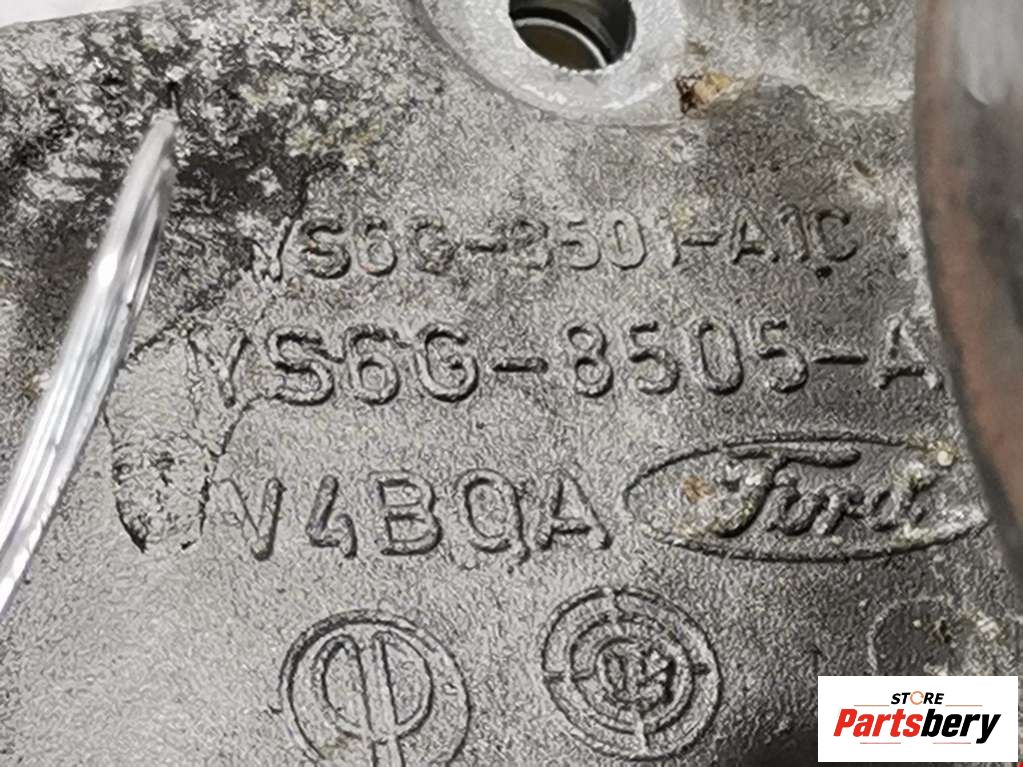 YS6G-8501-A1C
YS6G-8505-A
V4BQA Ford
STORE
Partsbery